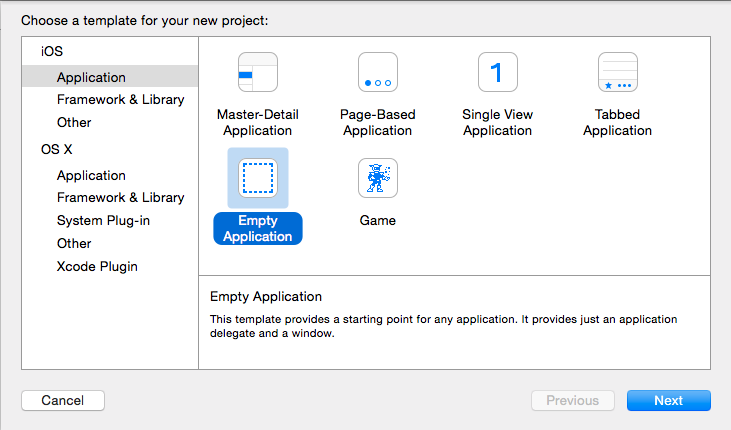 Choose a template for your new project:
iOS
Application
Framework & Library
Other
OS X
Application
Framework & Library
System Plug-in
Other
Xcode Plugin
Master-Detail
Application
Page-Based
Application
1
Single View
Application
Tabbed
Application
Empty
Application
Game
Empty Application
This template provides a starting point for any application. It provides just an application
delegate and a window.
Cancel
Previous
Next